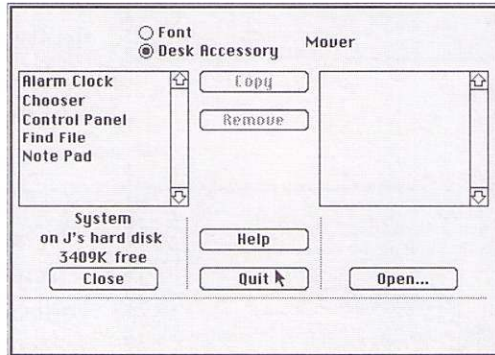 Font
Desk Accessory
Mover
Alarm Clock
Chooser
Control Panel
Find File
Note Pad
Copy
Remove
System
on J's hard disk
3409K free
Close
Help
Quit
Open...